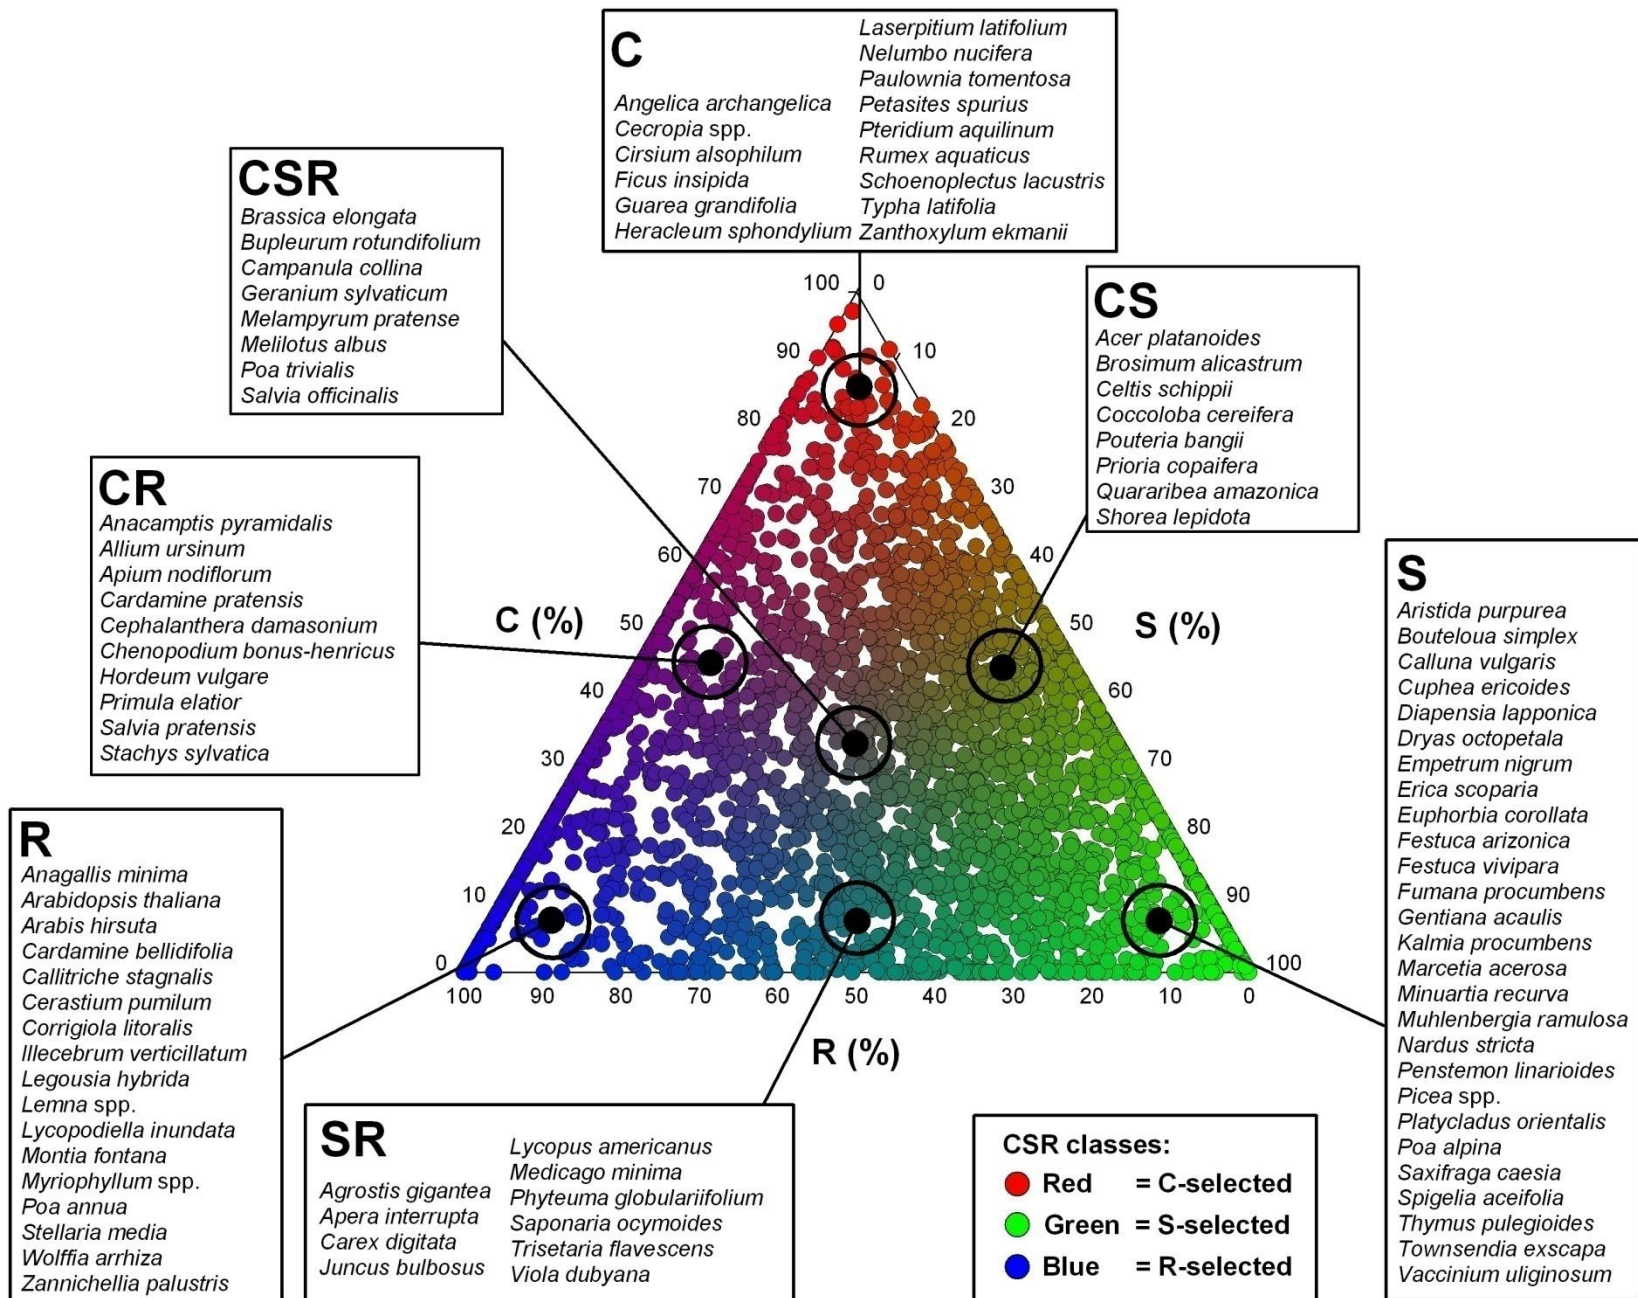 C
Angelica archangelica
Cecropia spp.
Cirsium alsophilum
Ficus insipida
Guarea grandifolia
Heracleum sphondylium
Laserpitium latifolium
Nelumbo nucifera
Paulownia tomentosa
Petasites spurius
Pteridium aquilinum
Rumex aquaticus
Schoenoplectus lacustris
Typha latifolia
Zanthoxylum ekmanii
CSR
Brassica elongata
Bupleurum rotundifolium
Campanula collina
Geranium sylvaticum
Melampyrum pratense
Melilotus albus
Poa trivialis
Salvia officinalis
CS
Acer platanoides
Brosimum alicastrum
Celtis schippii
Coccoloba cereifera
Pouteria bangii
Prioria copaifera
Quararibea amazonica
Shorea lepidota
CR
Anacamptis pyramidalis
Allium ursinum
Apium nodiflorum
Cardamine pratensis
Cephalanthera damasonium
Chenopodium bonus-henricus
Hordeum vulgare
Primula elatior
Salvia pratensis
Stachys sylvatica
C (%)
100
90
80
70
60
50
40
30
20
10
0
S (%)
0
10
20
30
40
50
60
70
80
90
100
100 90 80 70 60 50 40 30 20 10 0
R (%)
S
Aristida purpurea
Bouteloua simplex
Calluna vulgaris
Cuphea ericoides
Diapensia lapponica
Dryas octopetala
Empetrum nigrum
Erica scoparia
Euphorbia corollata
Festuca arizonica
Festuca vivipara
Fumana procumbens
Gentiana acaulis
Kalmia procumbens
Marcetia acerosa
Minuartia recurva
Muhlenbergia ramulosa
Nardus stricta
Penstemon linarioides
Picea spp.
Platycladus orientalis
Poa alpina
Saxifraga caesia
Spigelia aceifolia
Thymus pulegioides
Townsendia exscapa
Vaccinium uliginosum
R
Anagallis minima
Arabidopsis thaliana
Arabis hirsuta
Cardamine bellidifolia
Callitriche stagnalis
Cerastium pumilum
Corrigiola litoralis
Illecebrum verticillatum
Legousia hybrida
Lemna spp.
Lycopodiella inundata
Montia fontana
Myriophyllum spp.
Poa annua
Stellaria media
Wolffia arrhiza
Zannichellia palustris
SR
Agrostis gigantea
Apera interrupta
Carex digitata
Juncus bulbosus
Lycopus americanus
Medicago minima
Phyteuma globulariifolium
Saponaria ocymoides
Trisetaria flavescens
Viola dubyana
CSR classes:
Red = C-selected
Green = S-selected
Blue = R-selected